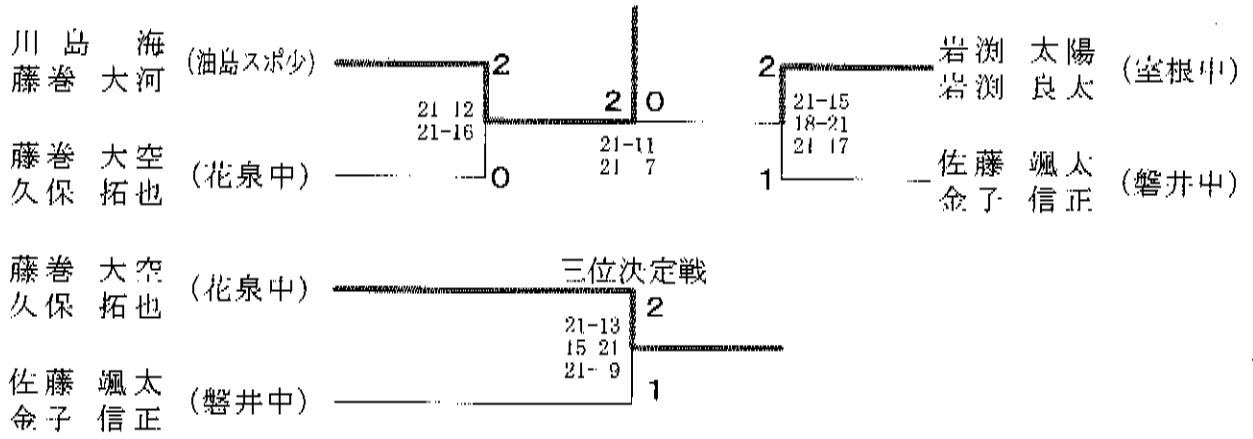 川島 海
藤巻 大河
(油島スポ少)
2
21 12
21-16
藤巻 大空
久保 拓也
(花泉中)
0
2 0
21-11
21 7
2
21-15
18-21
21 17
1
岩渕 太陽
岩渕 良太
(室根中)
佐藤 颯太
金子 信正
(磐井中)
三位決定戦
藤巻 大空
久保 拓也
(花泉中)
2
21-13
15 21
21- 9
1
佐藤 颯太
金子 信正
(磐井中)